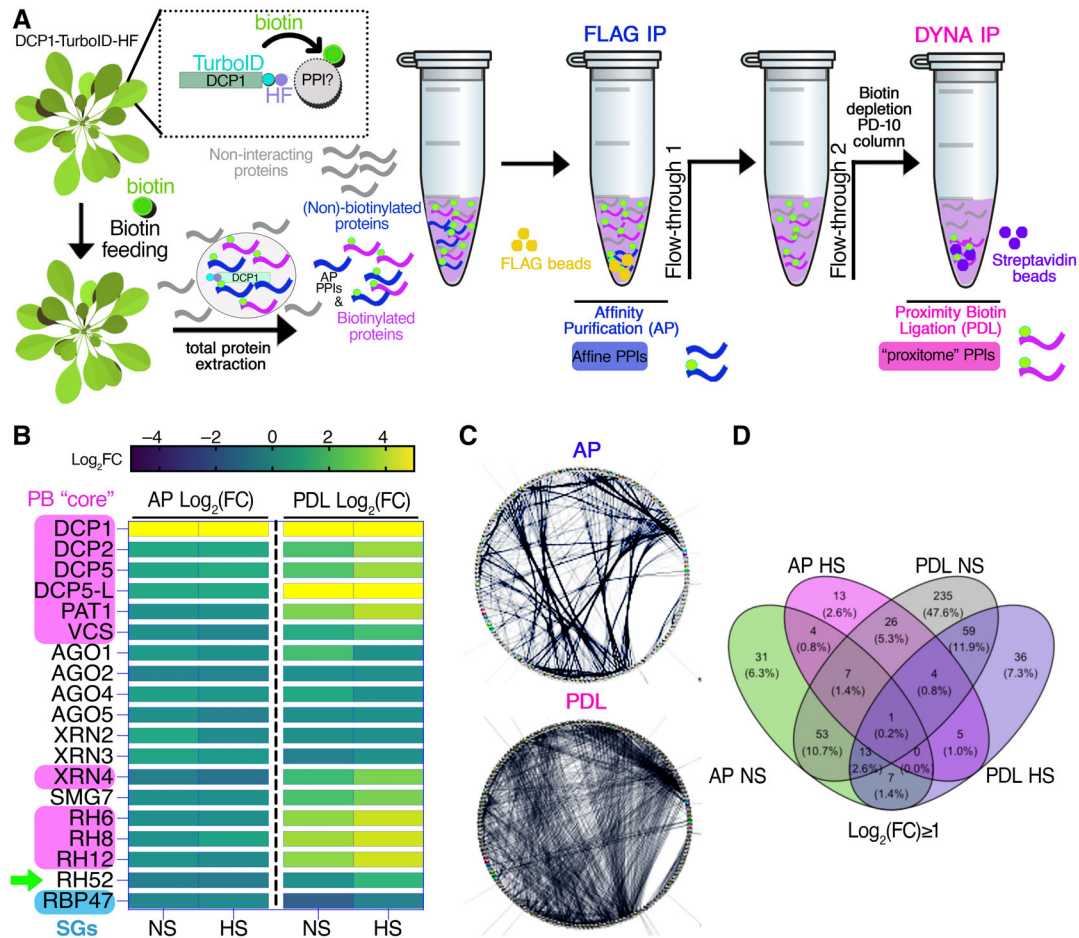 A
DCP1-TurboID-HF
biotin
TurboID
DCP1
HF
PPI?
FLAG IP
DYNA IP
Biotin
depletion
PD-10
column
Non-interacting
proteins
biotin
Biotin
feeding
(Non)-biotinylated
proteins
DCP1
AP
PPIs
&
Biotinylated
proteins
total protein
extraction
FLAG beads
Flow-through 1
Flow-through 2
Streptavidin
beads
Affinity
Purification (AP)
Affine PPIs
Proximity Biotin
Ligation (PDL)
"proxitome" PPIs
B
Log2FC
−4 −2 0 2 4
PB "core"
AP Log2(FC) PDL Log2(FC)
DCP1
DCP2
DCP5
DCP5-L
PAT1
VCS
AGO1
AGO2
AGO4
AGO5
XRN2
XRN3
XRN4
SMG7
RH6
RH8
RH12
RH52
RBP47
SGs NS HS NS HS
C
AP
PDL
D
AP HS PDL NS
13
(2.6%)
235
(47.6%)
4
(0.8%)
26
(5.3%)
59
(11.9%)
31
(6.3%)
36
(7.3%)
7
(1.4%)
4
(0.8%)
1
(0.2%)
53
(10.7%)
13
(2.6%)
0
(0.0%)
5
(1.0%)
7
(1.4%)
AP NS PDL HS
Log2(FC)≥1